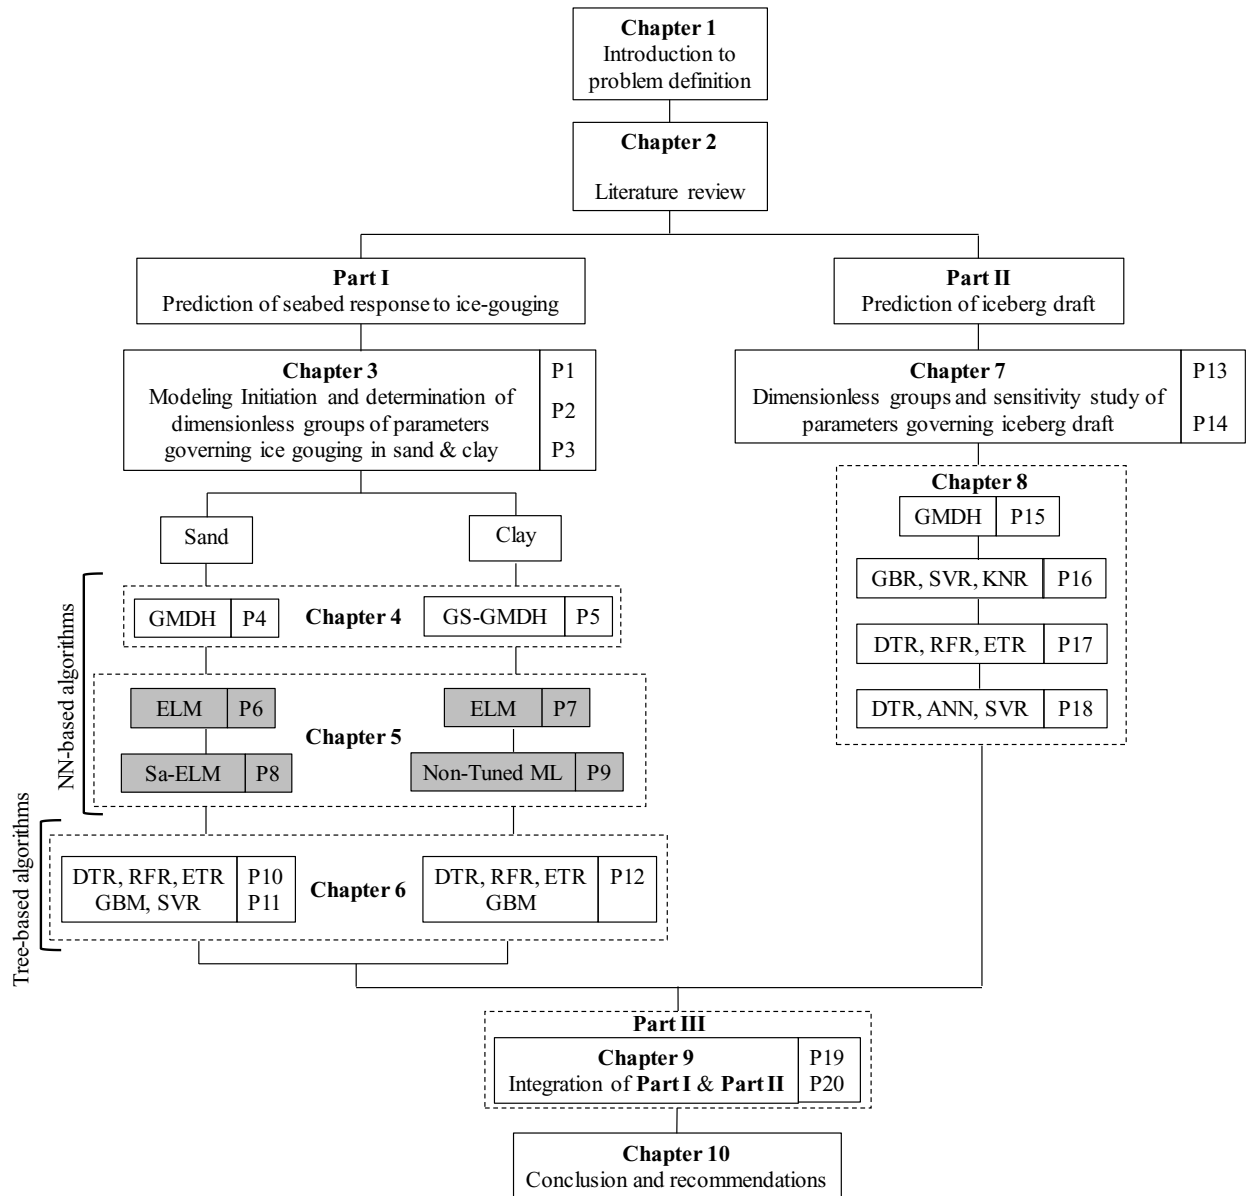 Chapter 1
Introduction to
problem definition
Chapter 2
Literature review
Part I
Prediction of seabed response to ice-gouging
Part II
Prediction of iceberg draft
Chapter 3
Modeling Initiation and determination of
dimensionless groups of parameters
governing ice gouging in sand & clay
P1
P2
P3
Chapter 7
Dimensionless groups and sensitivity study of
parameters governing iceberg draft
P13
P14
Sand
Clay
Chapter 8
GMDH P15
GBR, SVR, KNR P16
DTR, RFR, ETR P17
DTR, ANN, SVR P18
NN-based algorithms
GMDH P4
Chapter 4
GS-GMDH P5
ELM P6
ELM P7
Chapter 5
Sa-ELM P8
Non-Tuned ML P9
Tree-based algorithms
DTR, RFR, ETR P10
GBM, SVR P11
Chapter 6
DTR, RFR, ETR P12
GBM
Part III
Chapter 9
Integration of Part I & Part II
P19
P20
Chapter 10
Conclusion and recommendations